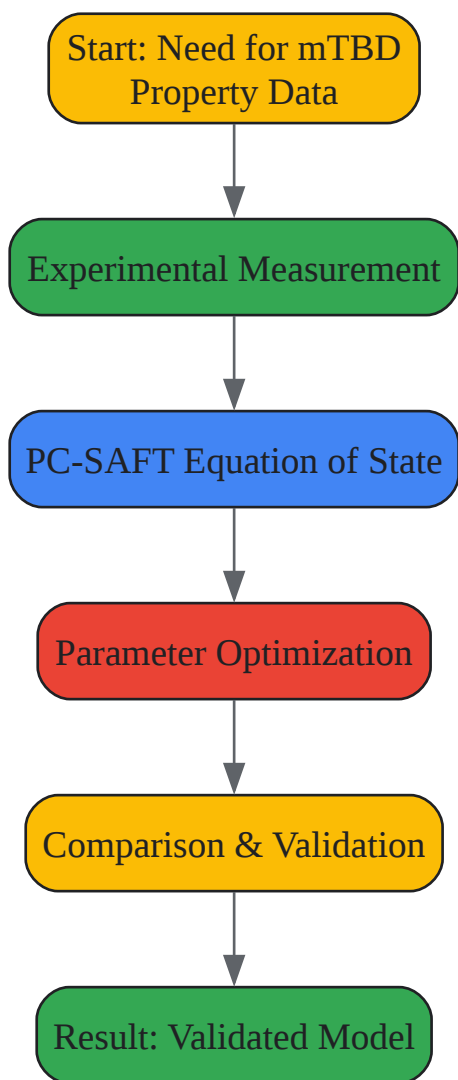 Start: Need for mTBD
Property Data
Experimental Measurement
PC-SAFT Equation of State
Parameter Optimization
Comparison & Validation
Result: Validated Model